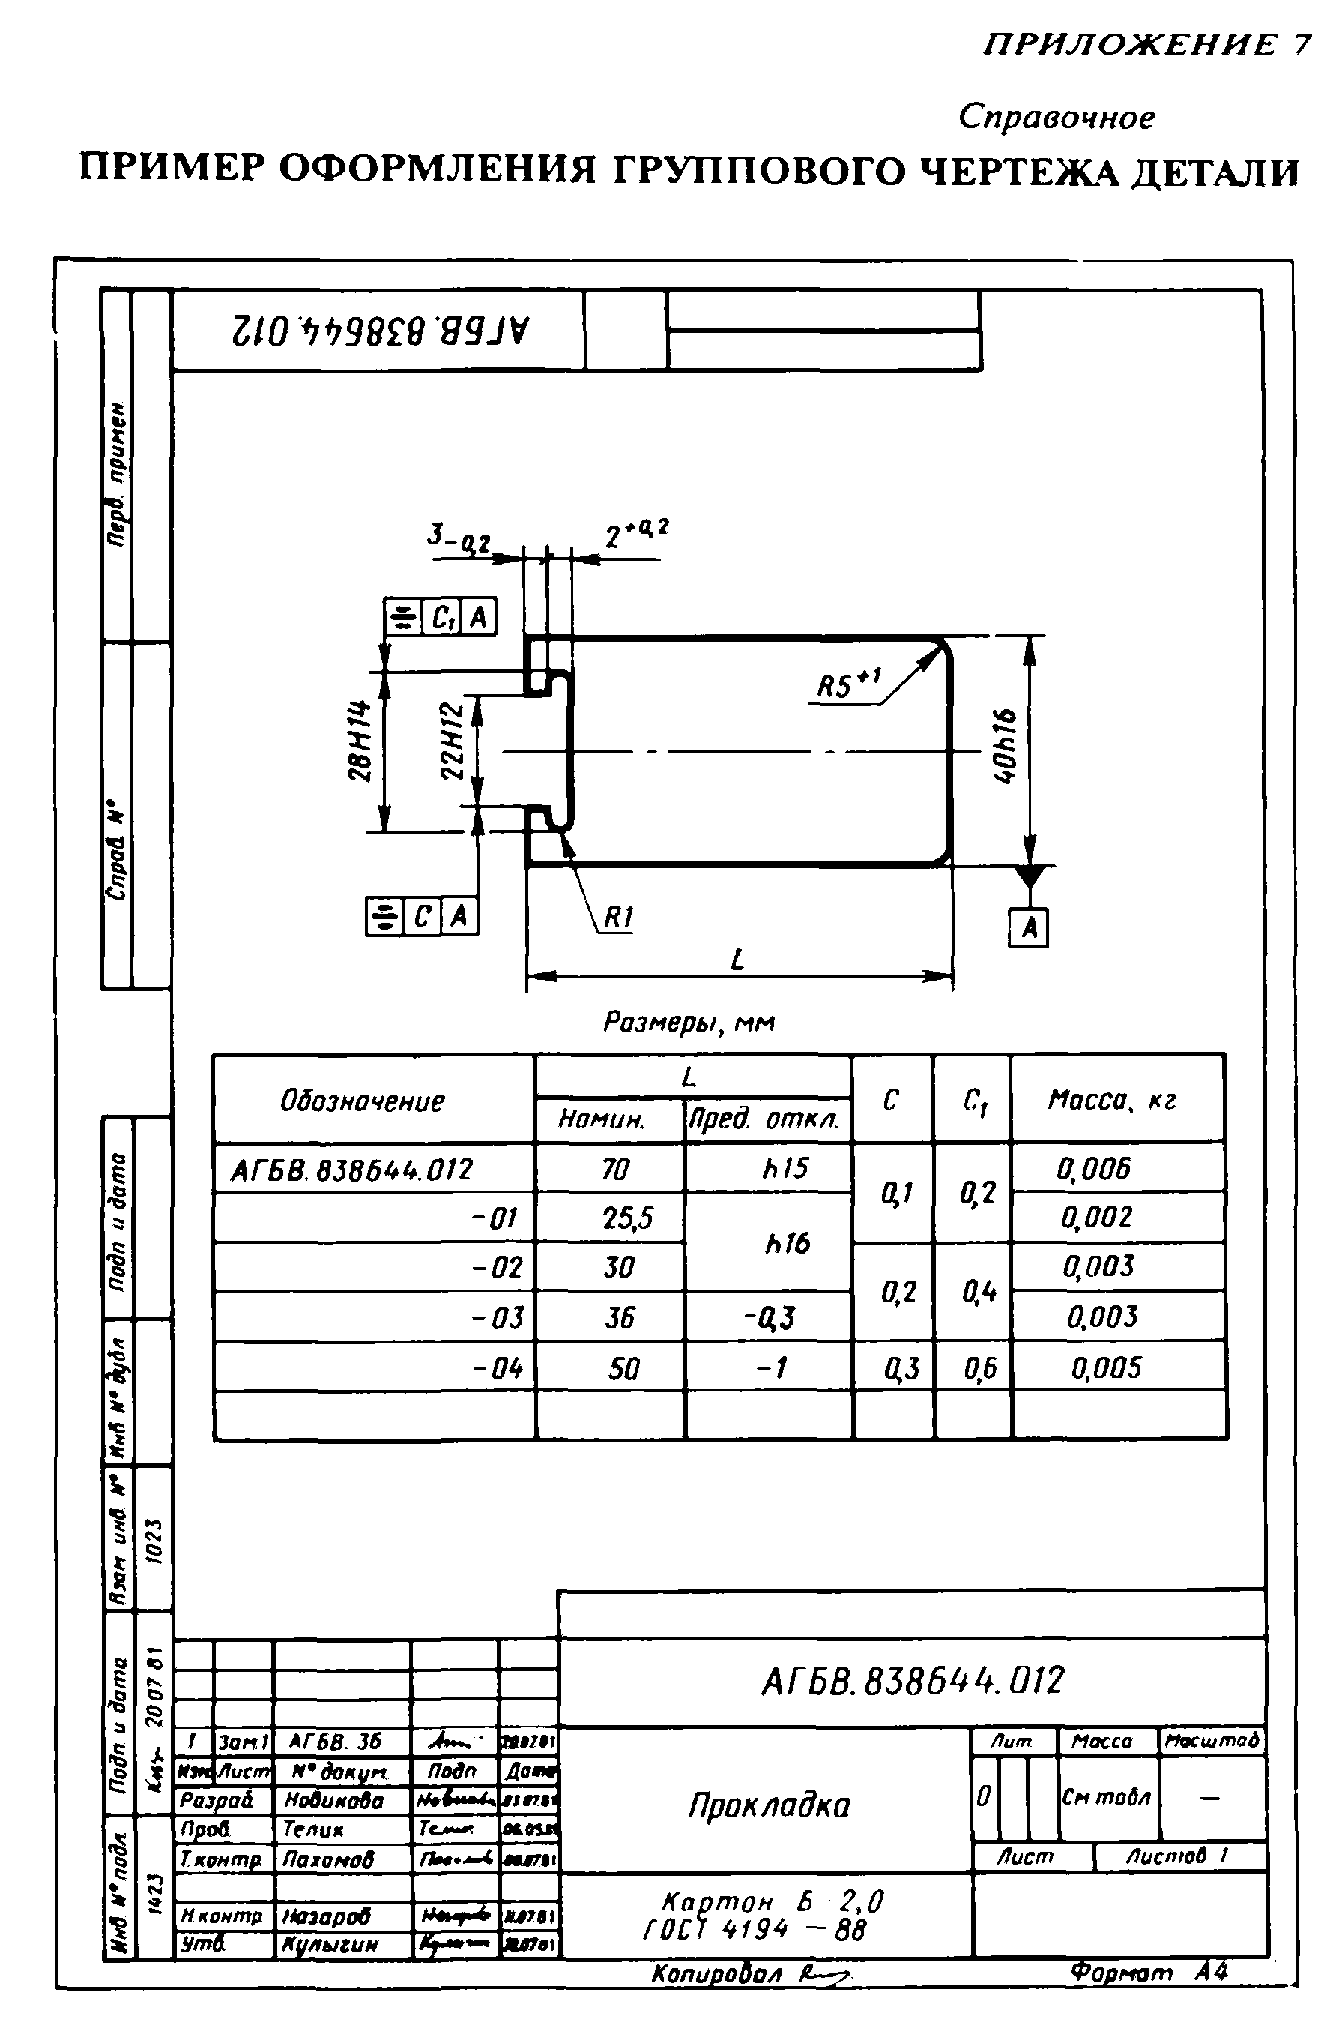 ПРИЛОЖЕНИЕ 7
Справочное
ПРИМЕР ОФОРМЛЕНИЯ ГРУППОВОГО ЧЕРТЕЖА ДЕТАЛИ
АГБВ.838644.012
Перв. примен.
Справ. №
3-0,2
2+0,2
С1 А
28H14
22H12
R5+1
40h16
С А
R1
А
L
Размеры, мм
Обозначение L С С1 Масса, кг
Номин. Пред. откл.
АГБВ.838644.012 70 h15 0,1 0,2 0,006
-01 25,5 h16 0,002
-02 30 0,2 0,4 0,003
-03 36 -0,3 0,003
-04 50 -1 0,3 0,6 0,005
Подп и дата
Инв № дубл
Взам инв. № 1023
Подп и дата 20 07 81
Инв № подл. 1423
АГБВ.838644.012
1 Зам.1 АГБВ. 36
Изм Лист № докум. Подп Дата
Разраб. Новикова
Пров. Телик
Т.контр Пахомов
Н.контр Назаров
Утв. Кулыгин
Прокладка
Лит Масса Масштаб
О См табл —
Лист Листов 1
Картон Б 2,0
ГОСТ 4194 — 88
Копировал
Формат А4